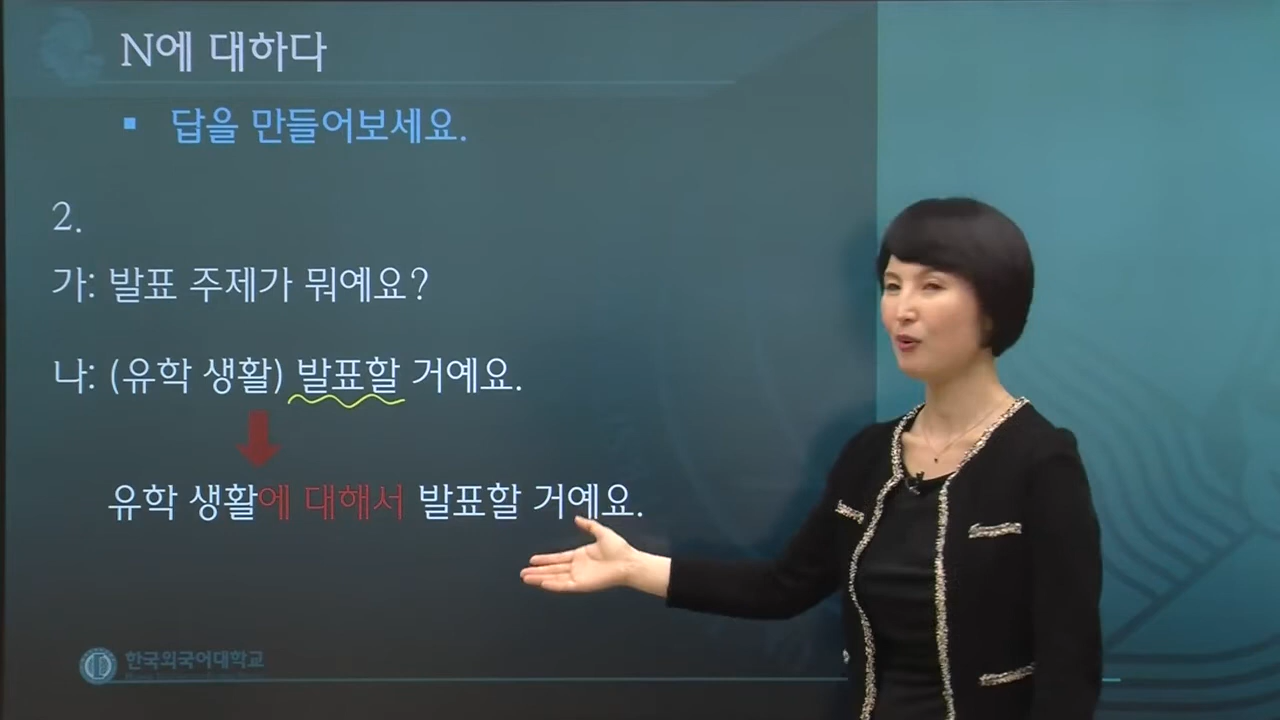 N에 대하다
▪ 답을 만들어보세요.
2.
가: 발표 주제가 뭐예요?
나: (유학 생활) 발표할 거예요.
유학 생활에 대해서 발표할 거예요.
한국외국어대학교